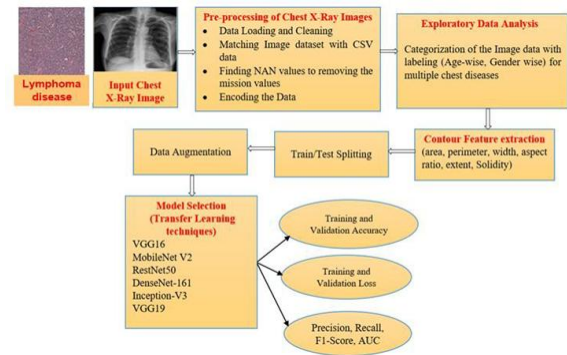 Lymphoma
disease
Input Chest
X-Ray Image
Pre-processing of Chest X-Ray Images
• Data Loading and Cleaning
• Matching Image dataset with CSV
data
• Finding NAN values to removing the
mission values
• Encoding the Data
Exploratory Data Analysis
Categorization of the Image data with
labeling (Age-wise, Gender wise) for
multiple chest diseases
Contour Feature extraction
(area, perimeter, width, aspect
ratio, extent, Solidity)
Train/Test Splitting
Data Augmentation
Model Selection
(Transfer Learning
techniques)
VGG16
MobileNet V2
RestNet50
DenseNet-161
Inception-V3
VGG19
Training and
Validation Accuracy
Training and
Validation Loss
Precision, Recall,
F1-Score, AUC